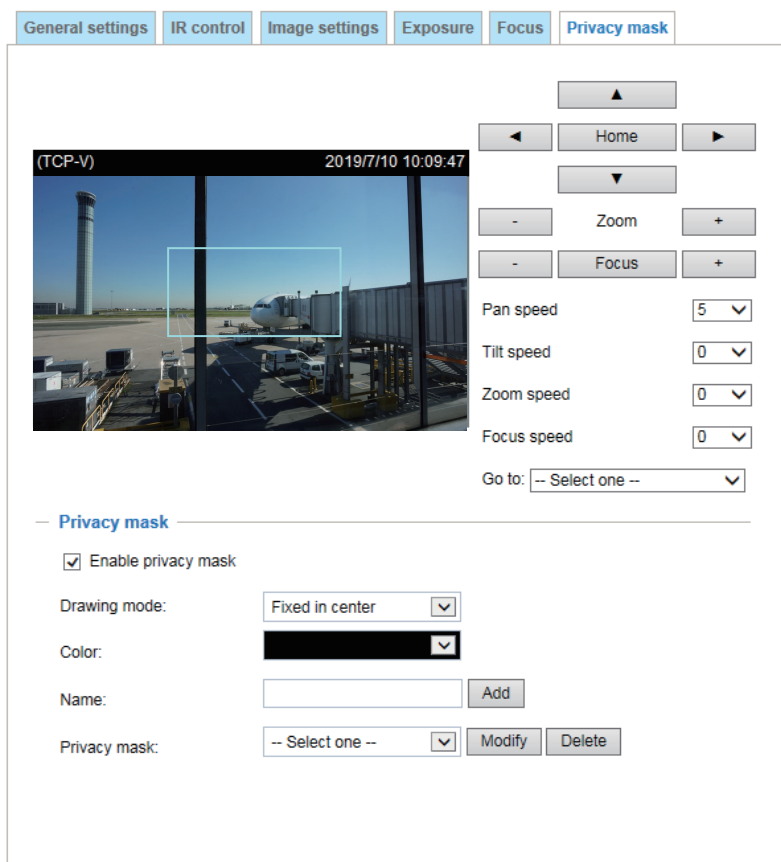 General settings IR control Image settings Exposure Focus Privacy mask
(TCP-V) 2019/7/10 10:09:47
▲
◄ Home ►
▼
- Zoom +
- Focus +
Pan speed 5
Tilt speed 0
Zoom speed 0
Focus speed 0
Go to: -- Select one --
Privacy mask
Enable privacy mask
Drawing mode: Fixed in center
Color:
Name: Add
Privacy mask: -- Select one -- Modify Delete